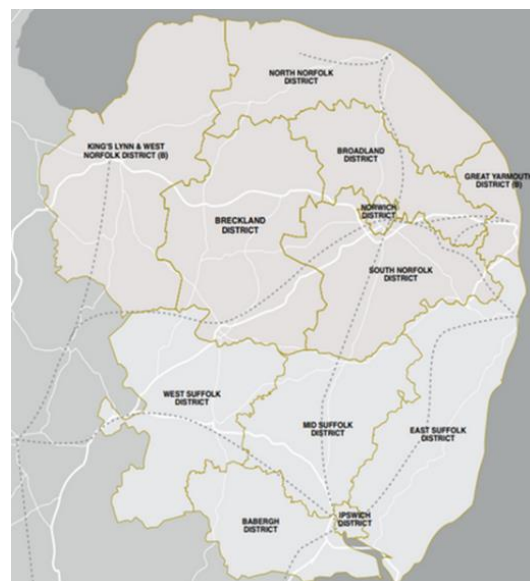 NORTH NORFOLK
DISTRICT
KING'S LYNN & WEST
NORFOLK DISTRICT (B)
BROADLAND
DISTRICT
GREAT YARMOUTH
DISTRICT (B)
NORWICH
DISTRICT
BRECKLAND
DISTRICT
SOUTH NORFOLK
DISTRICT
WEST SUFFOLK
DISTRICT
MID SUFFOLK
DISTRICT
EAST SUFFOLK
DISTRICT
BABERGH
DISTRICT
IPSWICH
DISTRICT